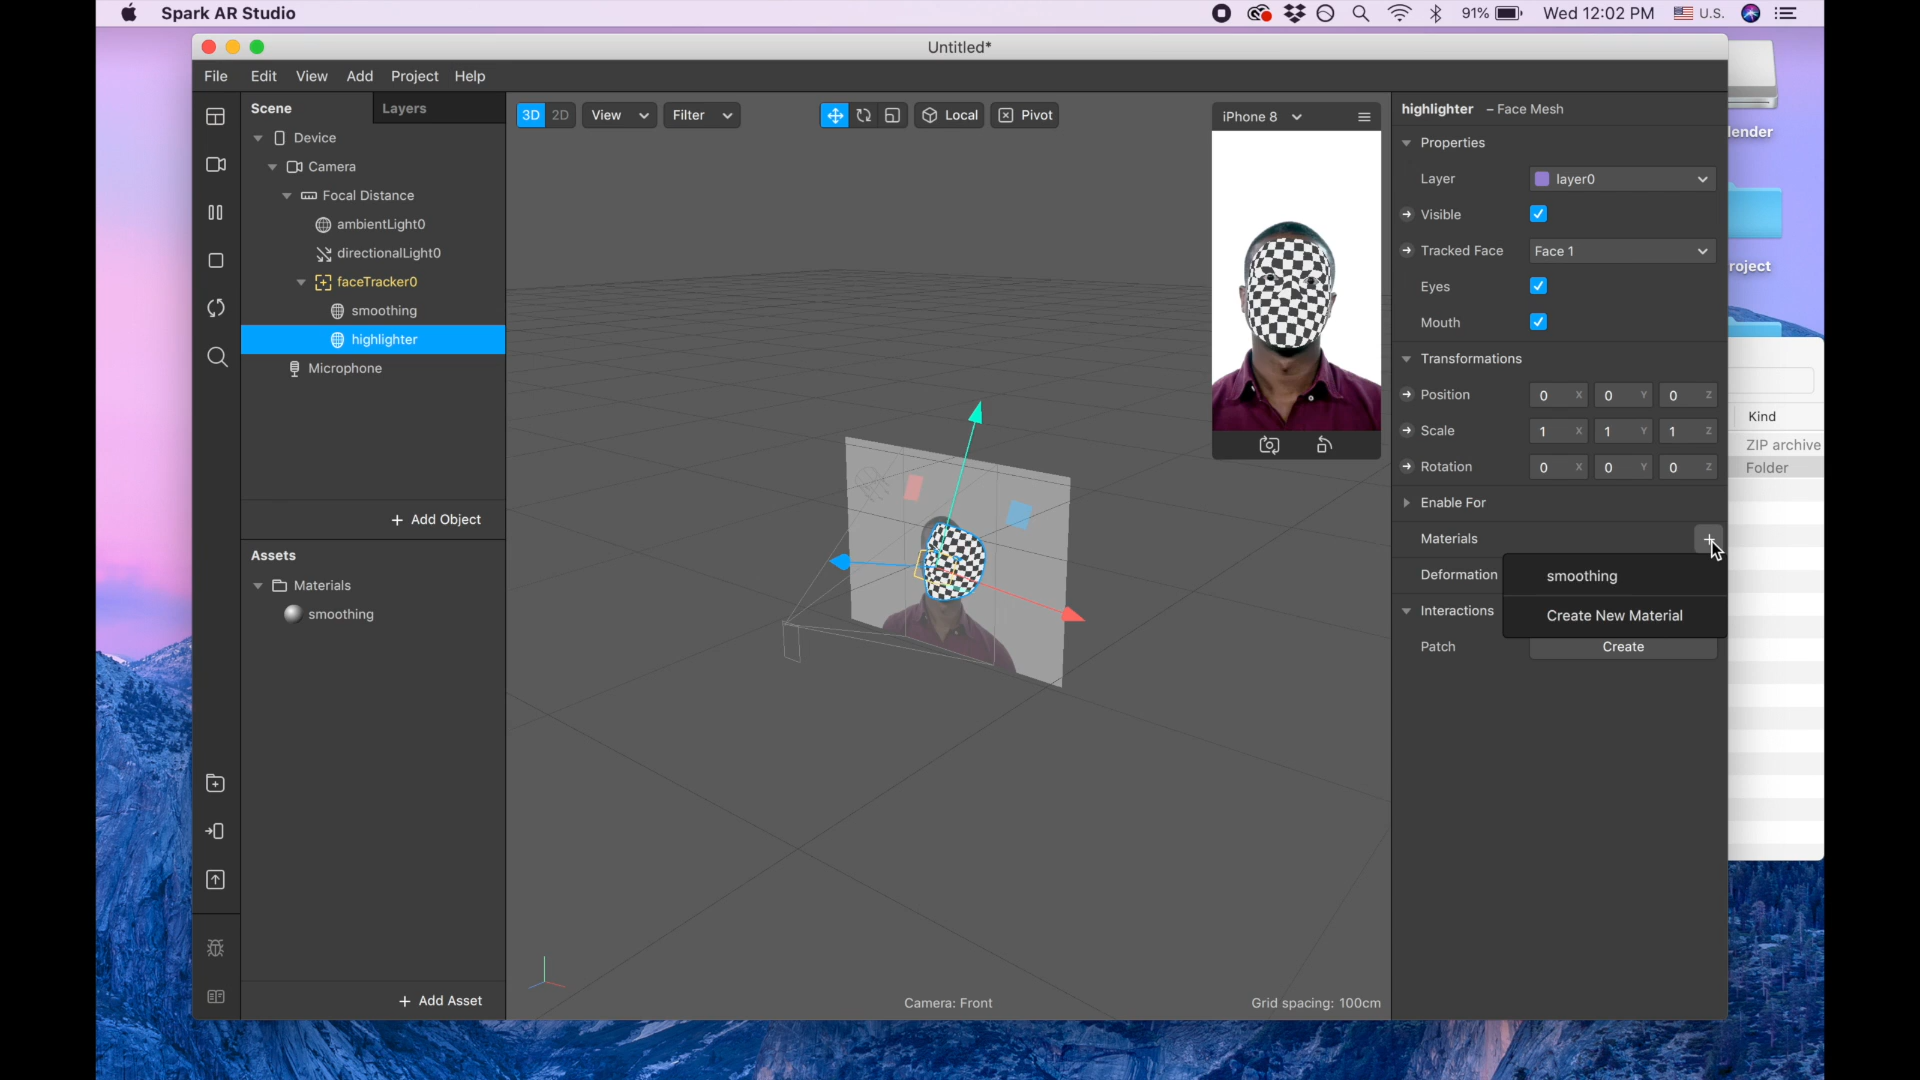 Spark AR Studio
91%
Wed 12:02 PM
U.S.
Untitled*
File Edit View Add Project Help
Scene
Layers
Device
Camera
Focal Distance
ambientLight0
directionalLight0
faceTracker0
smoothing
highlighter
Microphone
+ Add Object
Assets
Materials
smoothing
+ Add Asset
3D 2D
View
Filter
Local
Pivot
iPhone 8
Camera: Front
Grid spacing: 100cm
highlighter – Face Mesh
Properties
Layer layer0
Visible
Tracked Face Face 1
Eyes
Mouth
Transformations
Position 0 X 0 Y 0 Z
Scale 1 X 1 Y 1 Z
Rotation 0 X 0 Y 0 Z
Enable For
Materials +
Deformation
smoothing
Create New Material
Interactions
Patch Create
lender
roject
Kind
ZIP archive
Folder